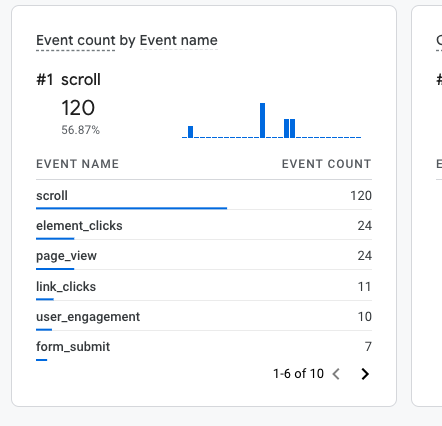 Event count by Event name
#1 scroll
120
56.87%
EVENT NAME EVENT COUNT
scroll 120
element_clicks 24
page_view 24
link_clicks 11
user_engagement 10
form_submit 7
1-6 of 10